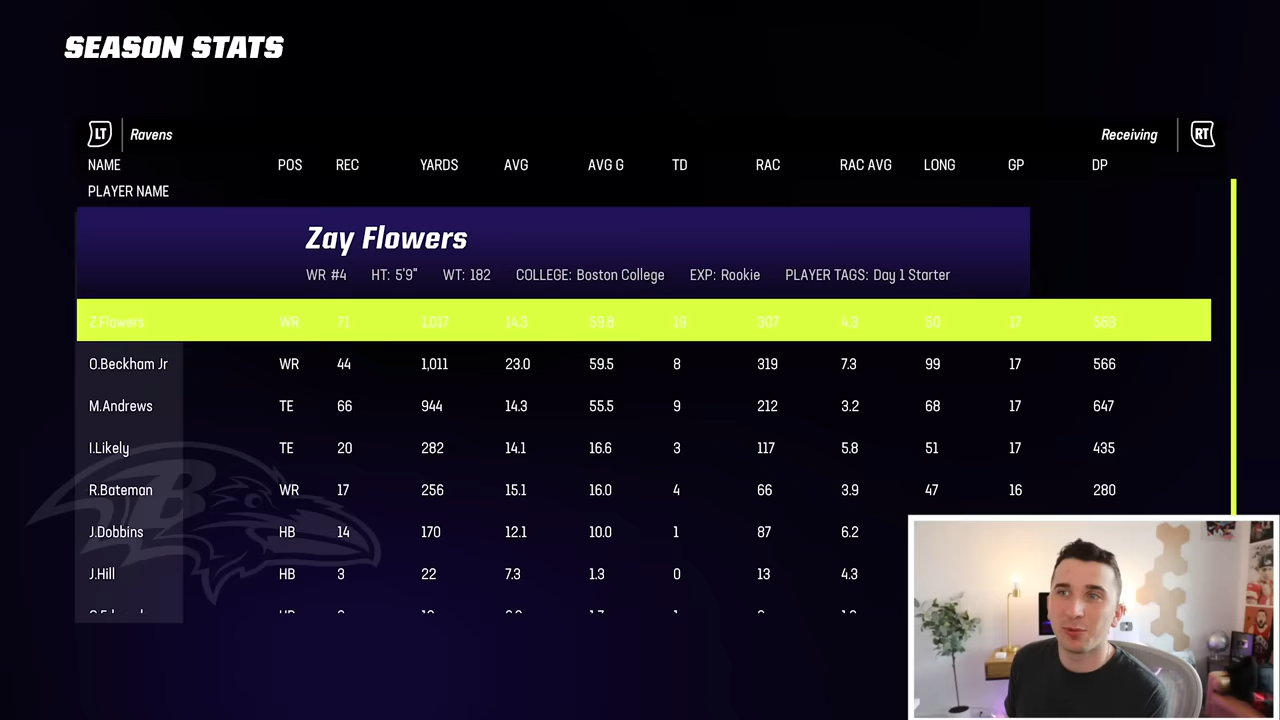 SEASON STATS
LT Ravens Receiving RT
NAME POS REC YARDS AVG AVG G TD RAC RAC AVG LONG GP DP
PLAYER NAME
Zay Flowers
WR #4 HT: 5'9" WT: 182 COLLEGE: Boston College EXP: Rookie PLAYER TAGS: Day 1 Starter
Z.Flowers WR 71 1,017 14.3 59.8 19 307 4.3 50 17 569
O.Beckham Jr WR 44 1,011 23.0 59.5 8 319 7.3 99 17 566
M.Andrews TE 66 944 14.3 55.5 9 212 3.2 68 17 647
I.Likely TE 20 282 14.1 16.6 3 117 5.8 51 17 435
R.Bateman WR 17 256 15.1 16.0 4 66 3.9 47 16 280
J.Dobbins HB 14 170 12.1 10.0 1 87 6.2
J.Hill HB 3 22 7.3 1.3 0 13 4.3